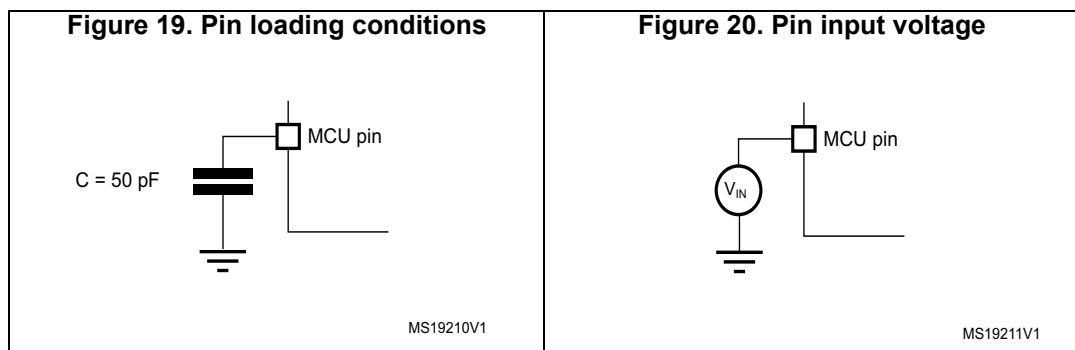 Figure 19. Pin loading conditions
MCU pin
C = 50 pF
MS19210V1
Figure 20. Pin input voltage
MCU pin
VIN
MS19211V1